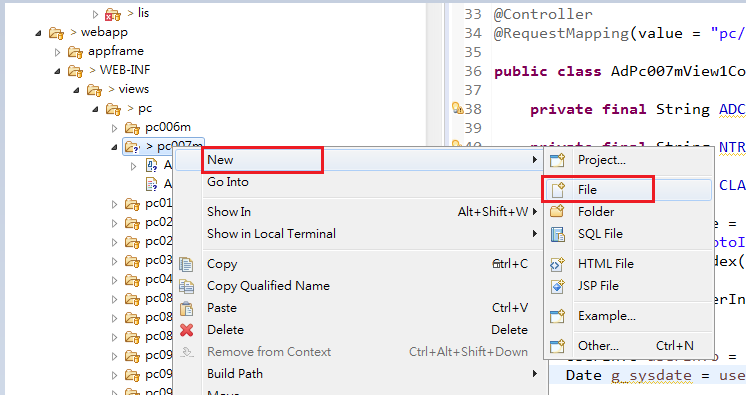 > lis
> webapp
appframe
> WEB-INF
> views
> pc
pc006m
> pc007m
A
A
pc01
pc02
pc02
pc03
pc04
pc08
pc08
pc08
pc09
pc09
pc09
New
Go Into
Show In Alt+Shift+W
Show in Local Terminal
Copy Ctrl+C
Copy Qualified Name
Paste Ctrl+V
Delete Delete
Remove from Context Ctrl+Alt+Shift+Down
Build Path
Move
Project...
File
Folder
SQL File
HTML File
JSP File
Example...
Other... Ctrl+N
33 @Controller
34 @RequestMapping(value = "pc/
35
36 public class AdPc007mView1Co
37
38 private final String ADC
39
40 private final String NTR
CLA
e =
otoI
dex(
erIn
Date g_sysdate = use